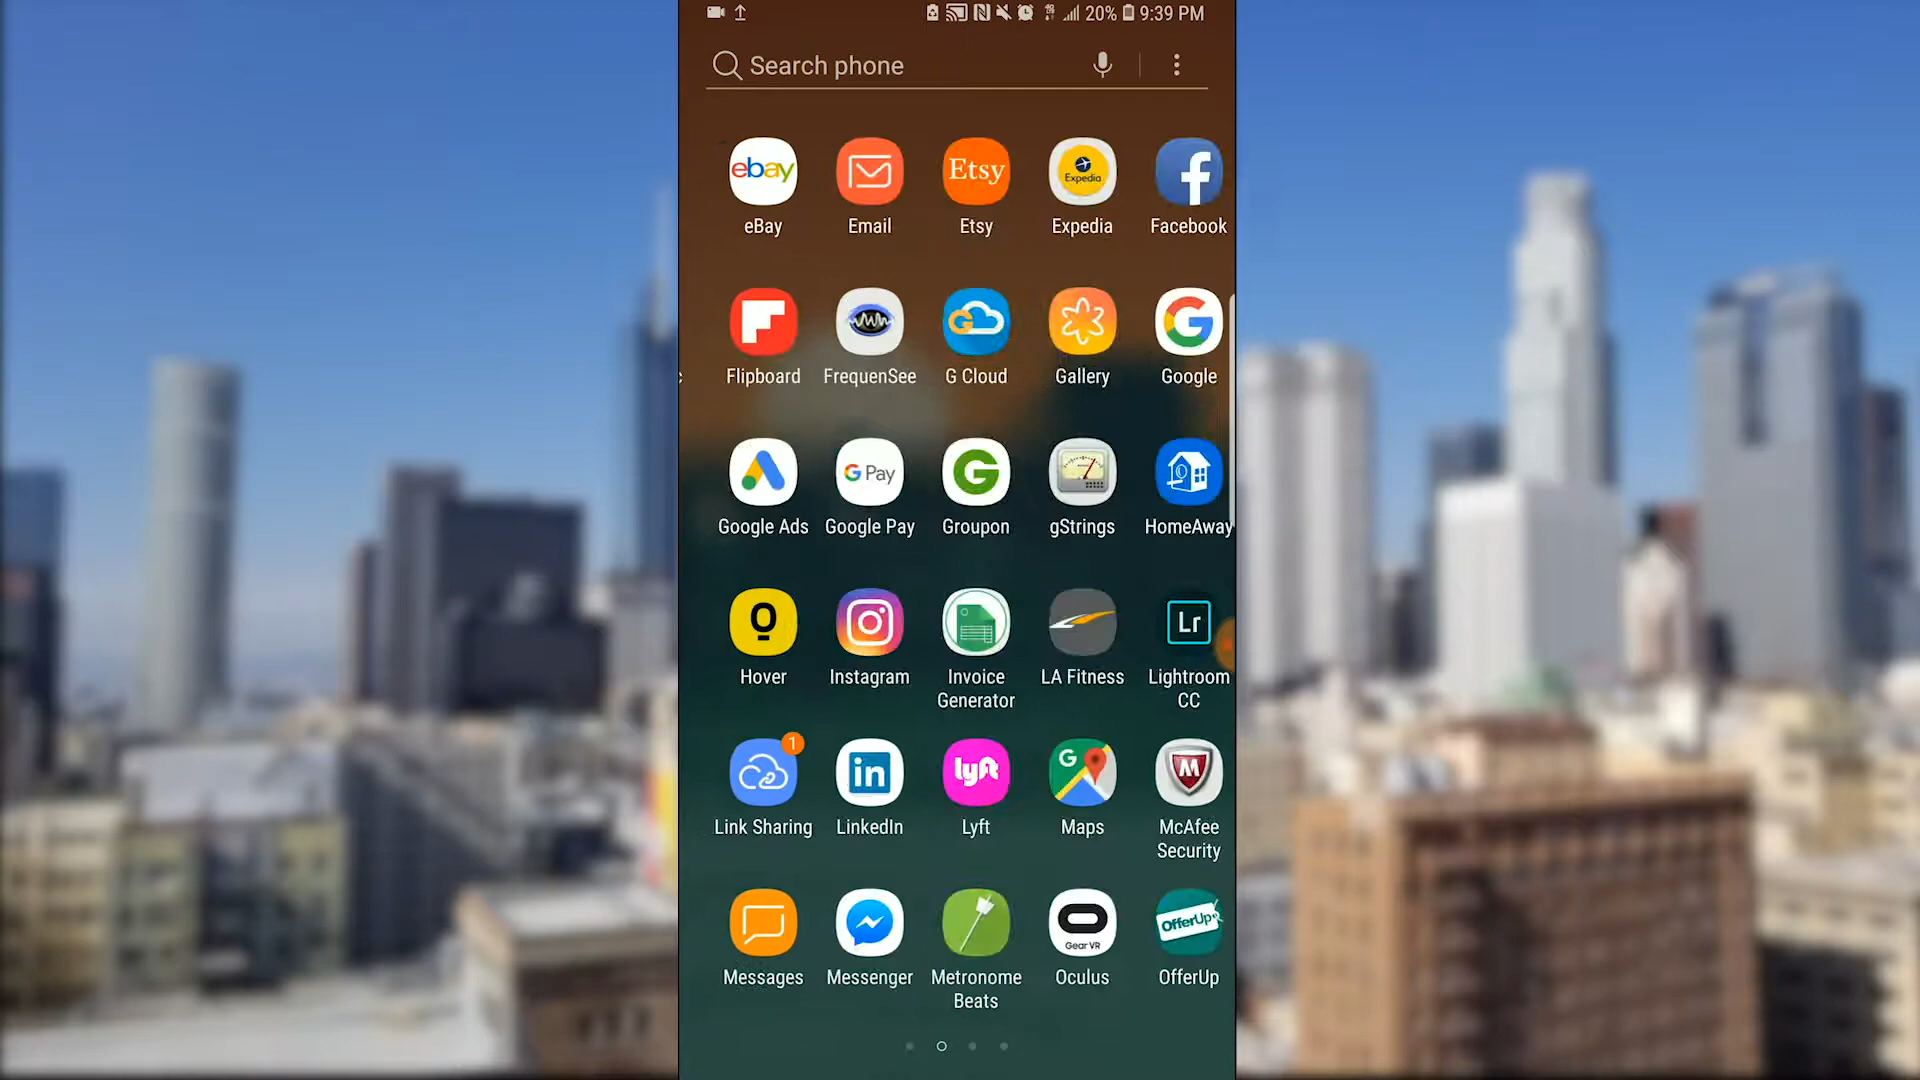 20% 9:39 PM
Search phone
ebay
Etsy
Expedia
eBay Email Etsy Expedia Facebook
G
Flipboard FrequenSee G Cloud Gallery Google
G Pay
Google Ads Google Pay Groupon gStrings HomeAway
Lr
Hover Instagram Invoice Generator LA Fitness Lightroom CC
1
in
lyft
G
M
Link Sharing LinkedIn Lyft Maps McAfee Security
Gear VR
OfferUp
Messages Messenger Metronome Beats Oculus OfferUp